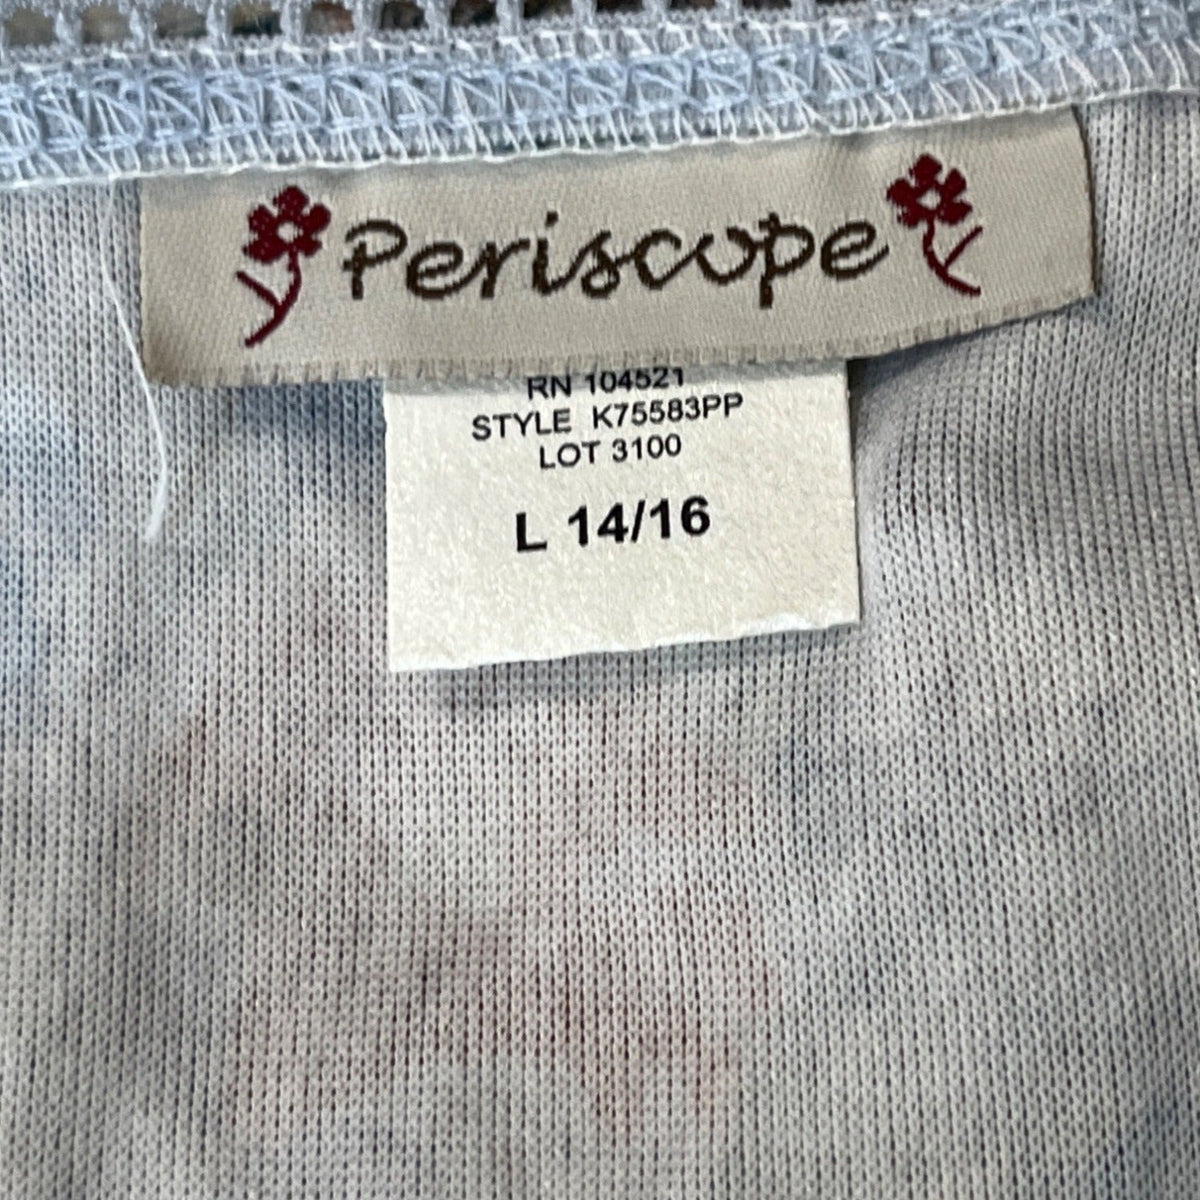 Periscope
RN 104521
STYLE K75583PP
LOT 3100
L 14/16